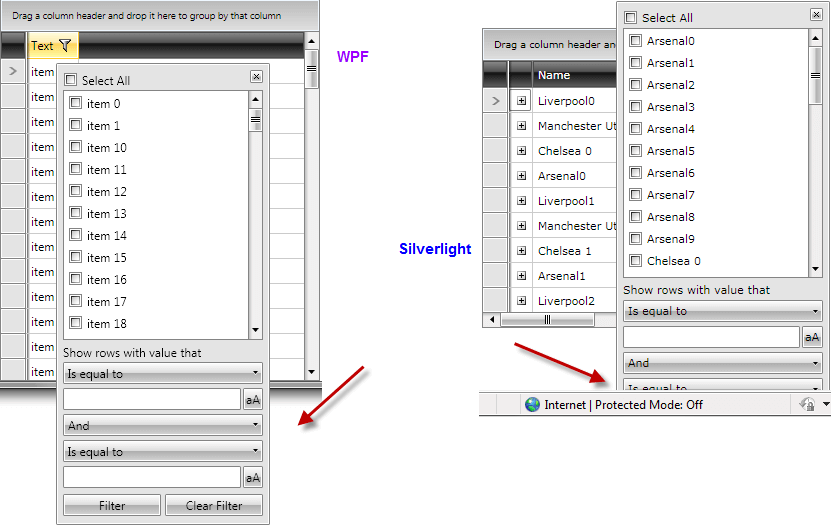 Drag a column header and drop it here to group by that column
Text
item
Select All
item 0
item 1
item 10
item 11
item 12
item 13
item 14
item 15
item 16
item 17
item 18
item
item
item
item
item
item
item
item
item
item
item
item
Show rows with value that
Is equal to
aA
And
Is equal to
aA
Filter
Clear Filter
WPF
Silverlight
Drag a column header an
Name
Liverpool0
Manchester Ut
Chelsea 0
Arsenal0
Liverpool1
Manchester Ut
Chelsea 1
Arsenal1
Liverpool2
Select All
Arsenal0
Arsenal1
Arsenal2
Arsenal3
Arsenal4
Arsenal5
Arsenal6
Arsenal7
Arsenal8
Arsenal9
Chelsea 0
Show rows with value that
Is equal to
aA
And
Is equal to
Internet | Protected Mode: Off